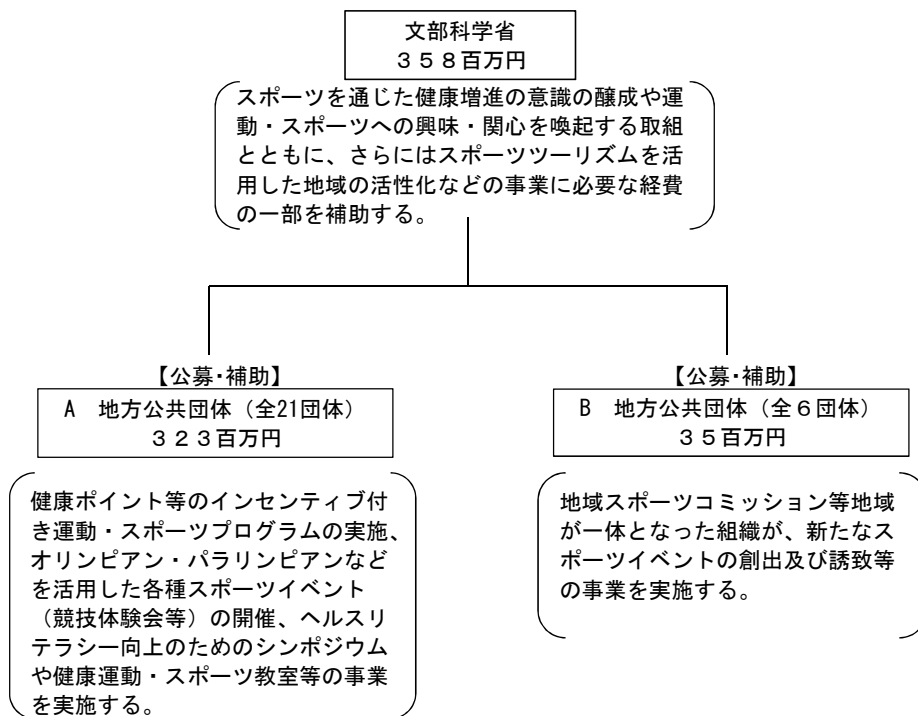 文部科学省
３５８百万円
スポーツを通じた健康増進の意識の醸成や運
動・スポーツへの興味・関心を喚起する取組
とともに、さらにはスポーツツーリズムを活
用した地域の活性化などの事業に必要な経費
の一部を補助する。
【公募･補助】
A　地方公共団体（全21団体）
３２３百万円
健康ポイント等のインセンティブ付
き運動・スポーツプログラムの実施、
オリンピアン・パラリンピアンなど
を活用した各種スポーツイベント
（競技体験会等）の開催、ヘルスリ
テラシー向上のためのシンポジウム
や健康運動・スポーツ教室等の事業
を実施する。
【公募･補助】
B　地方公共団体（全６団体）
３５百万円
地域スポーツコミッション等地域
が一体となった組織が、新たなス
ポーツイベントの創出及び誘致等
の事業を実施する。